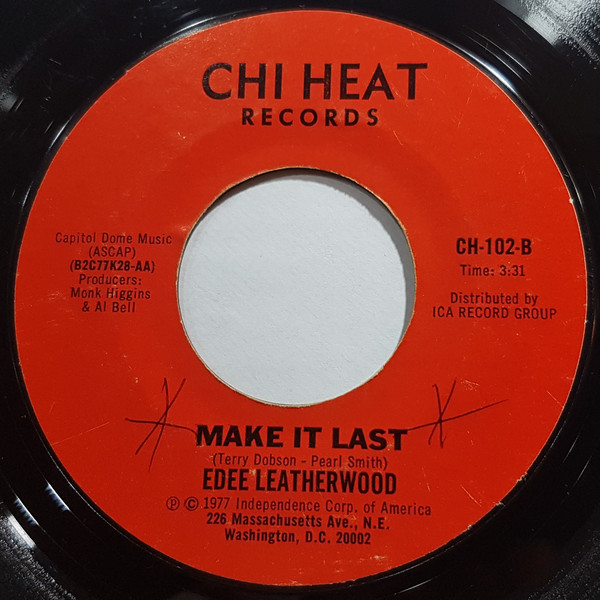 CHI HEAT
RECORDS
Capitol Dome Music
(ASCAP)
(B2C77K28-AA)
Producers:
Monk Higgins
& Al Bell
CH-102-B
Time: 3:31
Distributed by
ICA RECORD GROUP
MAKE IT LAST
(Terry Dobson - Pearl Smith)
EDEE LEATHERWOOD
Ⓟ © 1977 Independence Corp. of America
226 Massachusetts Ave., N.E.
Washington, D.C. 20002